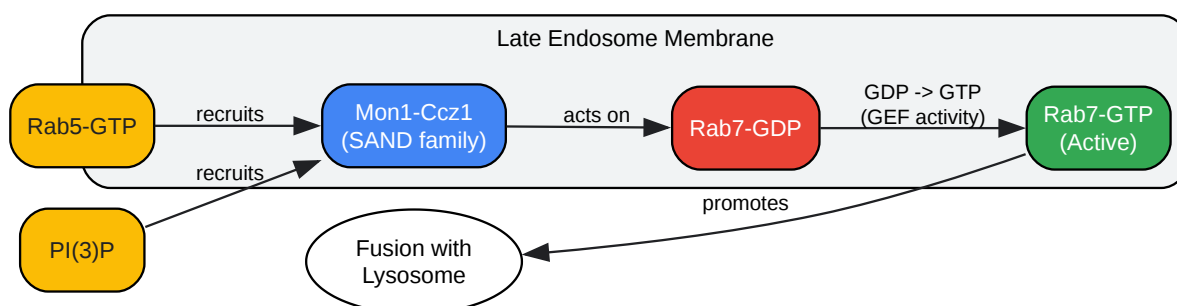 Late Endosome Membrane
Rab5-GTP
recruits
Mon1-Ccz1
(SAND family)
acts on
Rab7-GDP
GDP -> GTP
(GEF activity)
Rab7-GTP
(Active)
recruits
PI(3)P
promotes
Fusion with
Lysosome